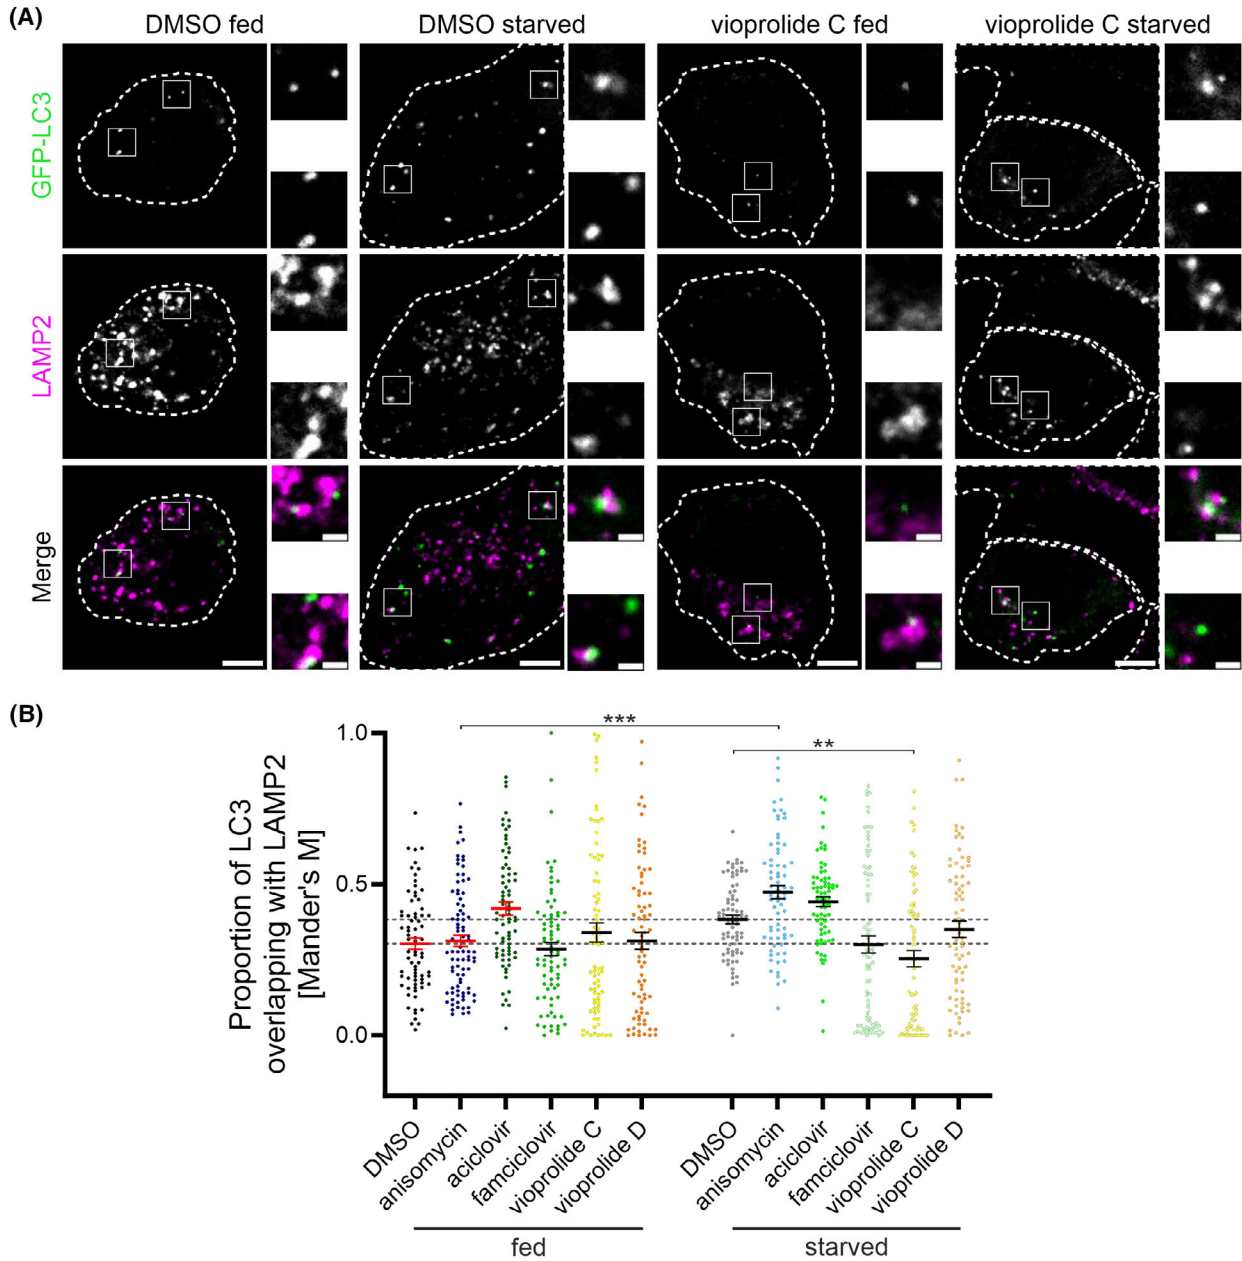 (A)
DMSO fed
DMSO starved
vioprolide C fed
vioprolide C starved
GFP-LC3
LAMP2
Merge
(B)
Proportion of LC3
overlapping with LAMP2
[Mander's M]
1.0
0.5
0.0
***
**
DMSO
anisomycin
aciclovir
famciclovir
vioprolide C
vioprolide D
DMSO
anisomycin
aciclovir
famciclovir
vioprolide C
vioprolide D
fed
starved